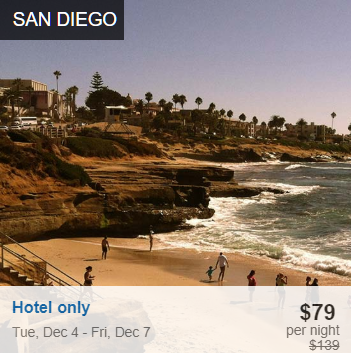 SAN DIEGO
Hotel only
$79
Tue, Dec 4 - Fri, Dec 7
per night
$139